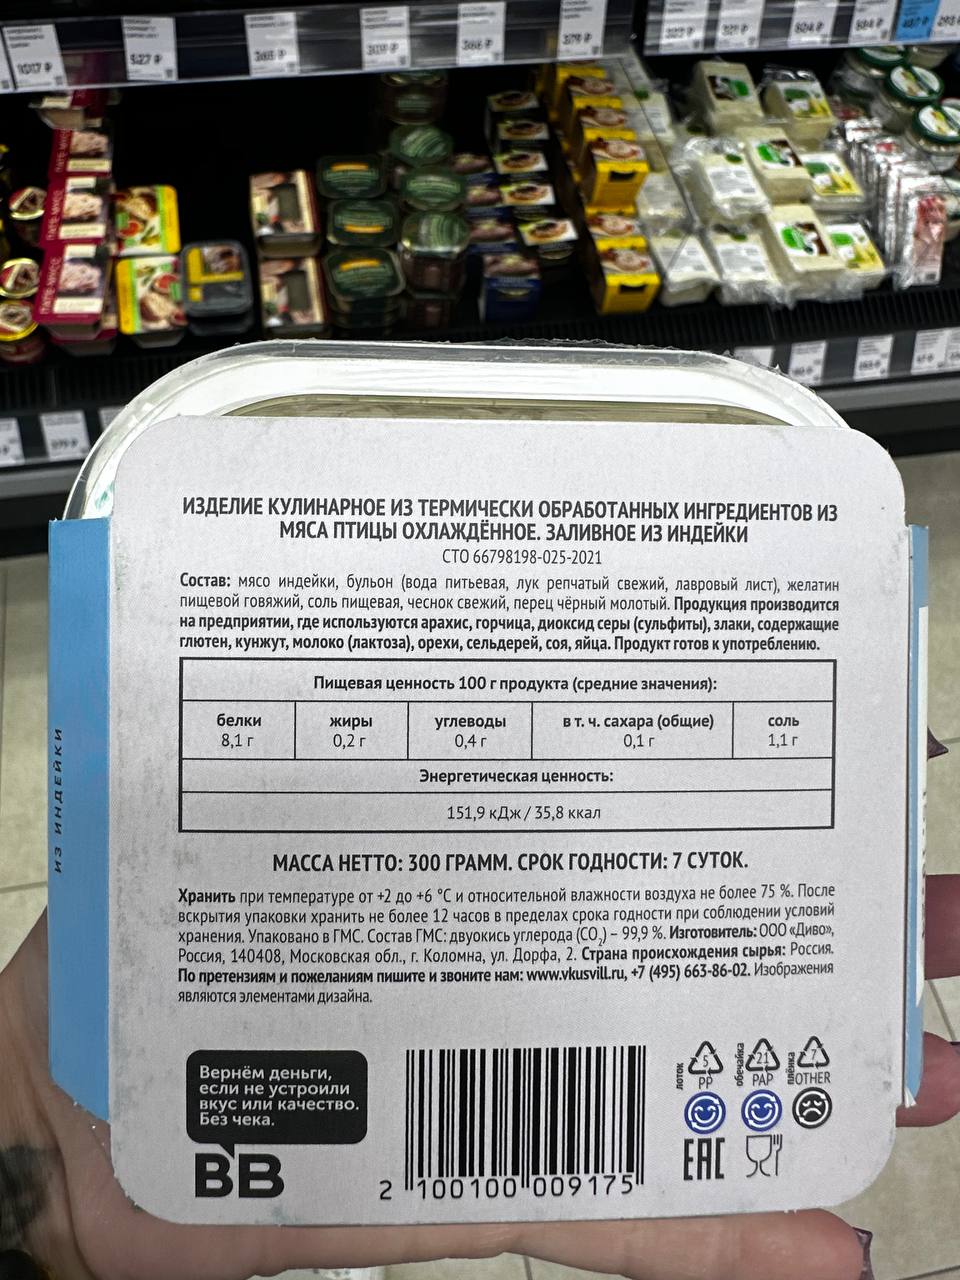 527 ₽
ИЗДЕЛИЕ КУЛИНАРНОЕ ИЗ ТЕРМИЧЕСКИ ОБРАБОТАННЫХ ИНГРЕДИЕНТОВ ИЗ
МЯСА ПТИЦЫ ОХЛАЖДЁННОЕ. ЗАЛИВНОЕ ИЗ ИНДЕЙКИ
СТО 66798198-025-2021
Состав: мясо индейки, бульон (вода питьевая, лук репчатый свежий, лавровый лист), желатин
пищевой говяжий, соль пищевая, чеснок свежий, перец чёрный молотый. Продукция производится
на предприятии, где используются арахис, горчица, диоксид серы (сульфиты), злаки, содержащие
глютен, кунжут, молоко (лактоза), орехи, сельдерей, соя, яйца. Продукт готов к употреблению.
Пищевая ценность 100 г продукта (средние значения):
белки жиры углеводы в т. ч. сахара (общие) соль
8,1 г 0,2 г 0,4 г 0,1 г 1,1 г
Энергетическая ценность:
151,9 кДж / 35,8 ккал
МАССА НЕТТО: 300 ГРАММ. СРОК ГОДНОСТИ: 7 СУТОК.
Хранить при температуре от +2 до +6 °С и относительной влажности воздуха не более 75 %. После
вскрытия упаковки хранить не более 12 часов в пределах срока годности при соблюдении условий
хранения. Упаковано в ГМС. Состав ГМС: двуокись углерода (CO₂) – 99,9 %. Изготовитель: ООО «Диво»,
Россия, 140408, Московская обл., г. Коломна, ул. Дорфа, 2. Страна происхождения сырья: Россия.
По претензиям и пожеланиям пишите и звоните нам: www.vkusvill.ru, +7 (495) 663-86-02. Изображения
являются элементами дизайна.
ИЗ ИНДЕЙКИ
Вернём деньги,
если не устроили
вкус или качество.
Без чека.
ВВ
2 100100 009175
лоток 5 PP
обечайка 21 PAP
плёнка 7 OTHER
EAC